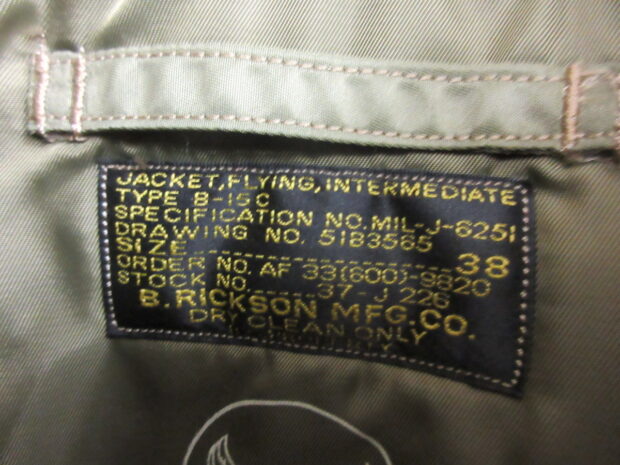 JACKET, FLYING, INTERMEDIATE
TYPE B-15C
SPECIFICATION NO. MIL-J-6251
DRAWING NO. 5183565
SIZE --------------- 38
ORDER NO. AF 33(600)-9820
STOCK NO. ------ 37-J 226
B. RICKSON MFG. CO.
DRY CLEAN ONLY